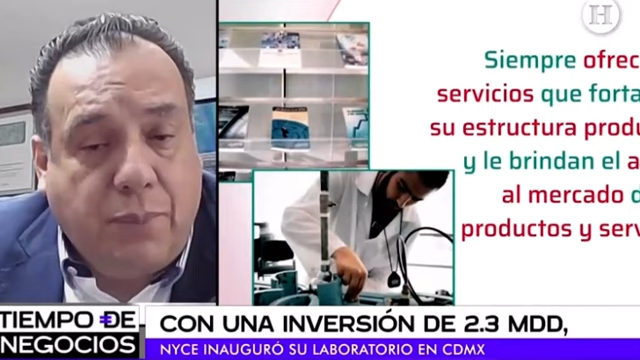 H
Siempre ofrec
servicios que forta
su estructura produ
y le brindan el a
al mercado d
productos y serv
TIEMPO DE
NEGOCIOS
CON UNA INVERSIÓN DE 2.3 MDD,
NYCE INAUGURÓ SU LABORATORIO EN CDMX